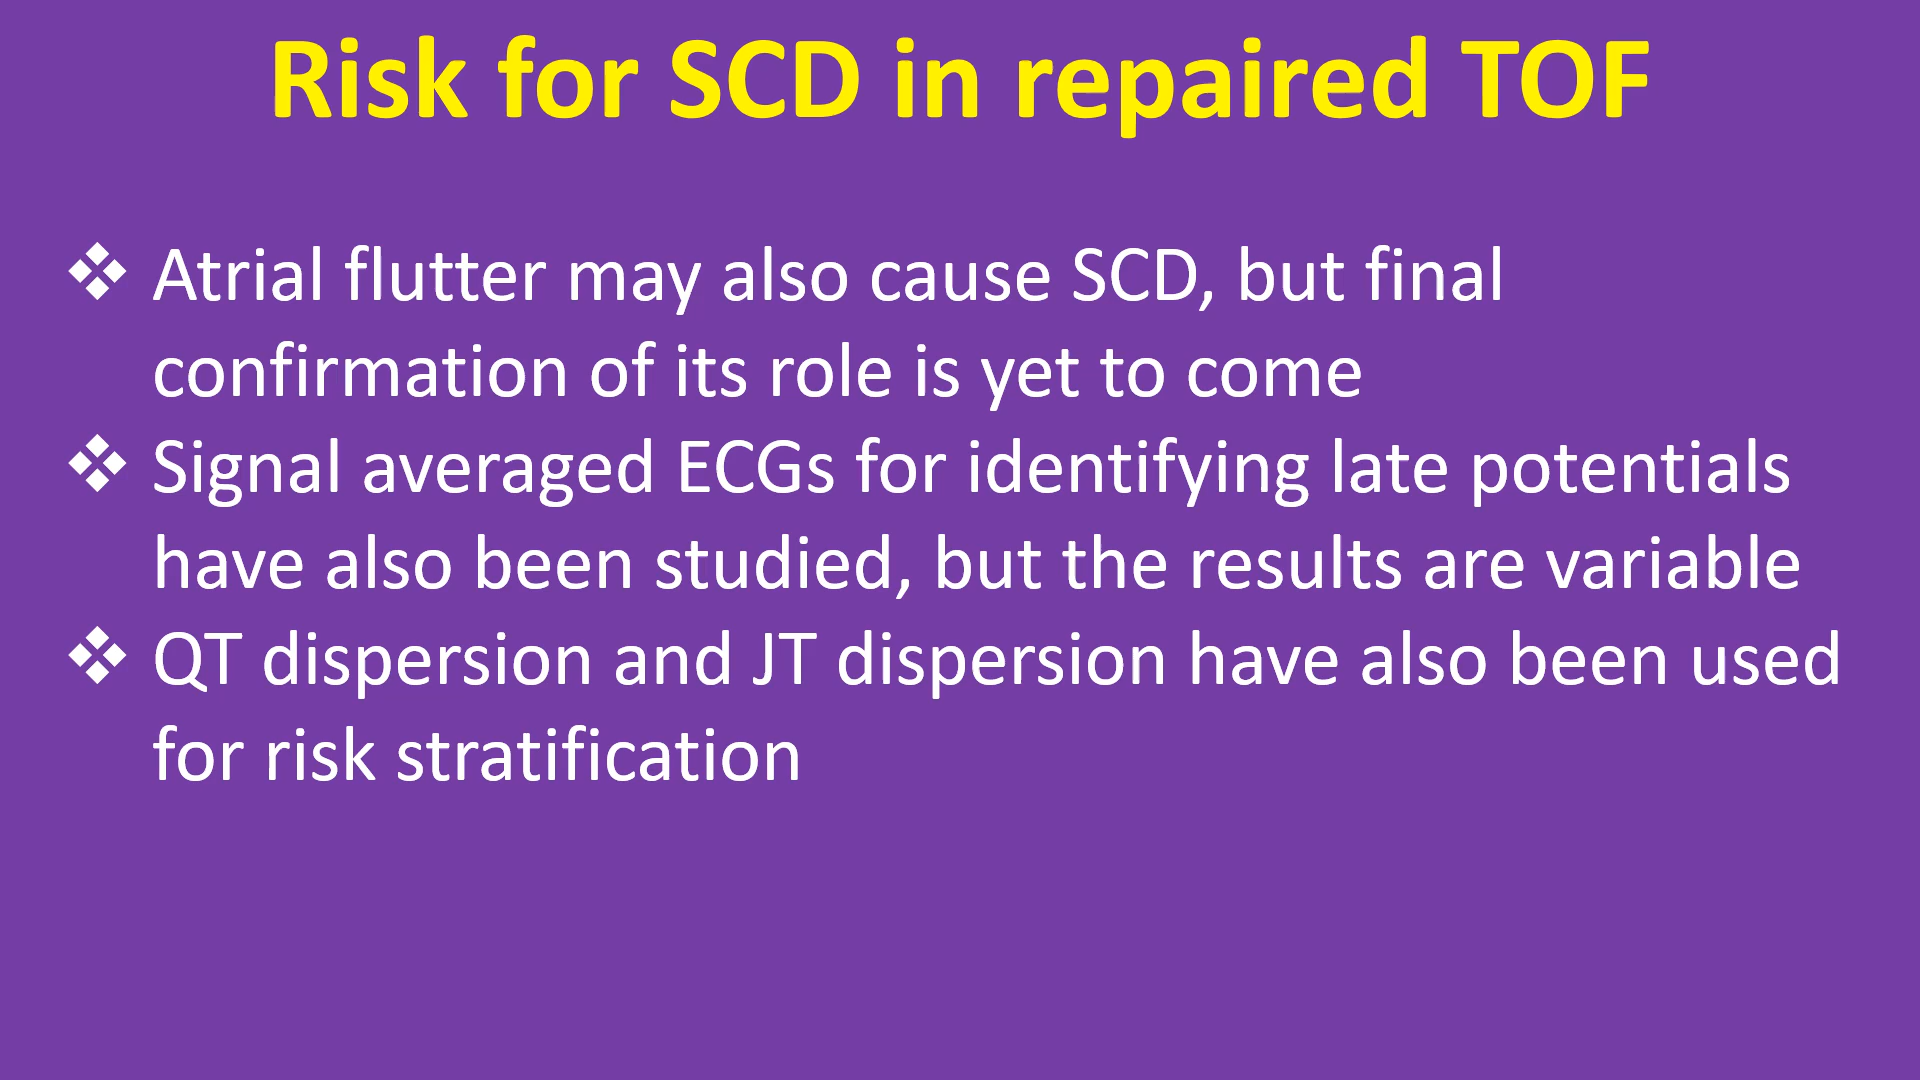 Risk for SCD in repaired TOF
❖ Atrial flutter may also cause SCD, but final
confirmation of its role is yet to come
❖ Signal averaged ECGs for identifying late potentials
have also been studied, but the results are variable
❖ QT dispersion and JT dispersion have also been used
for risk stratification